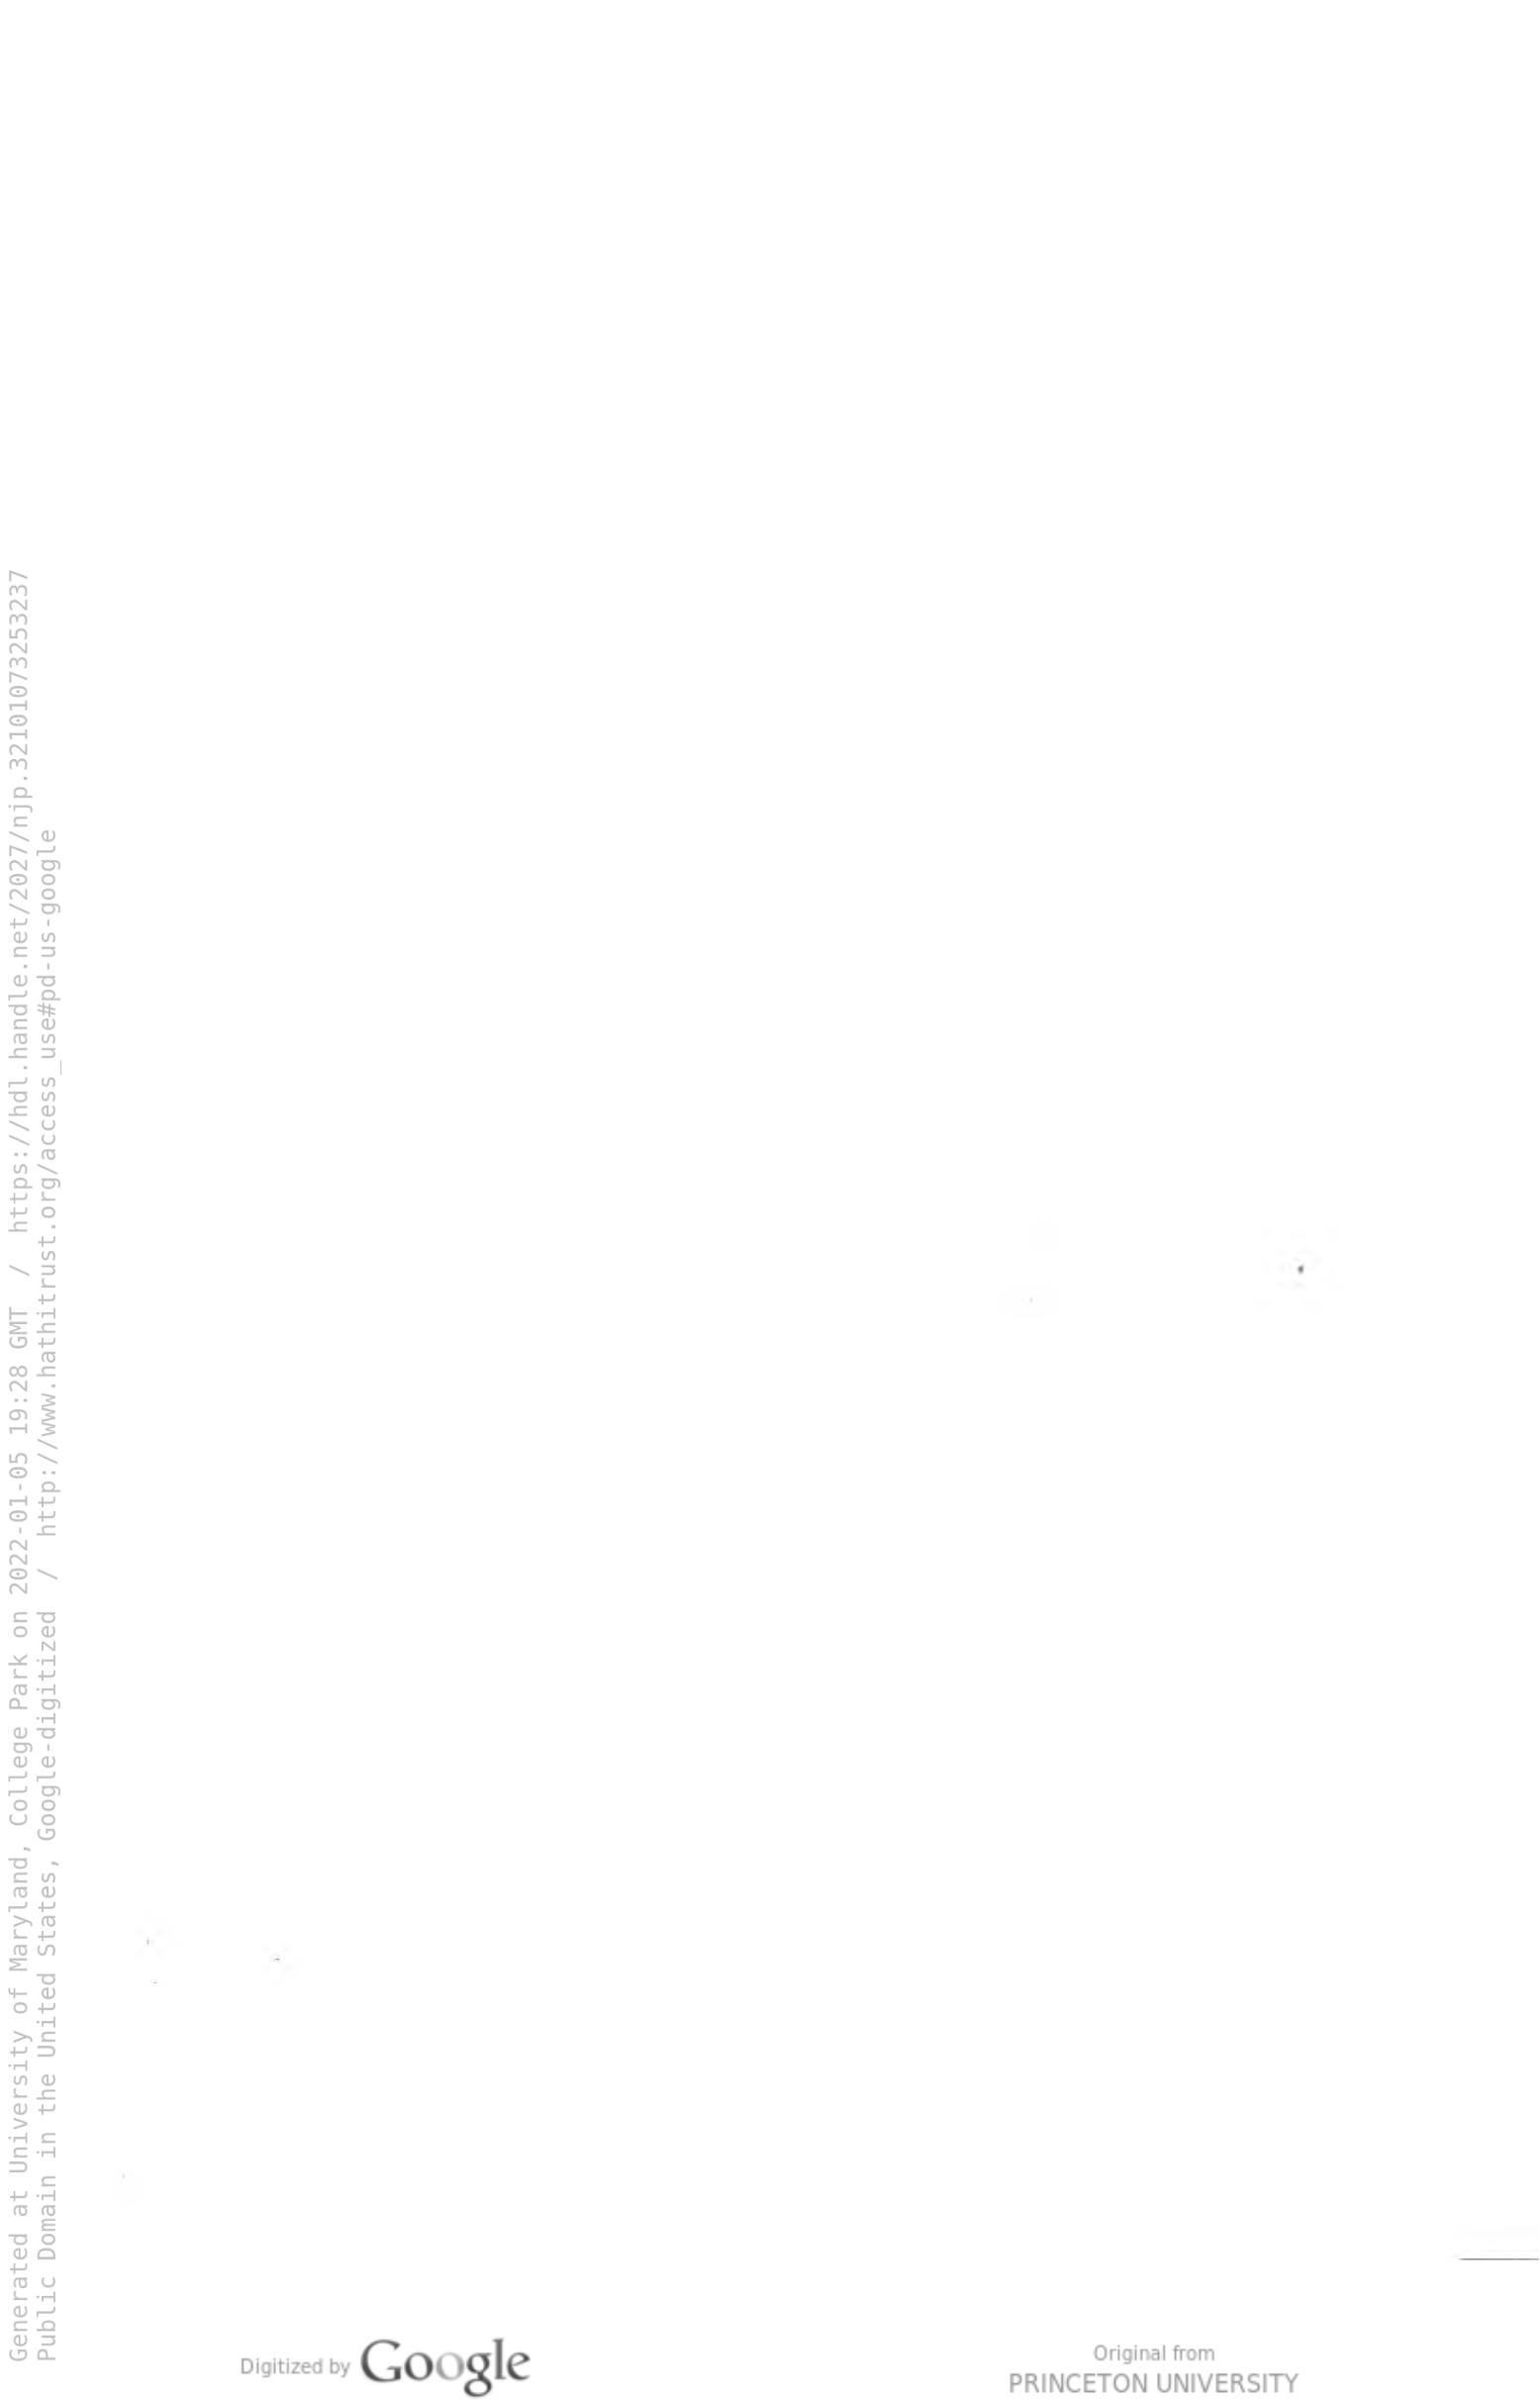 Generated at University of Maryland, College Park on 2022-01-05 19:28 GMT / https://hdl.handle.net/2027/njp.32101073253237
Public Domain in the United States, Google-digitized / http://www.hathitrust.org/access_use#pd-us-google
Digitized by Google
Original from
PRINCETON UNIVERSITY